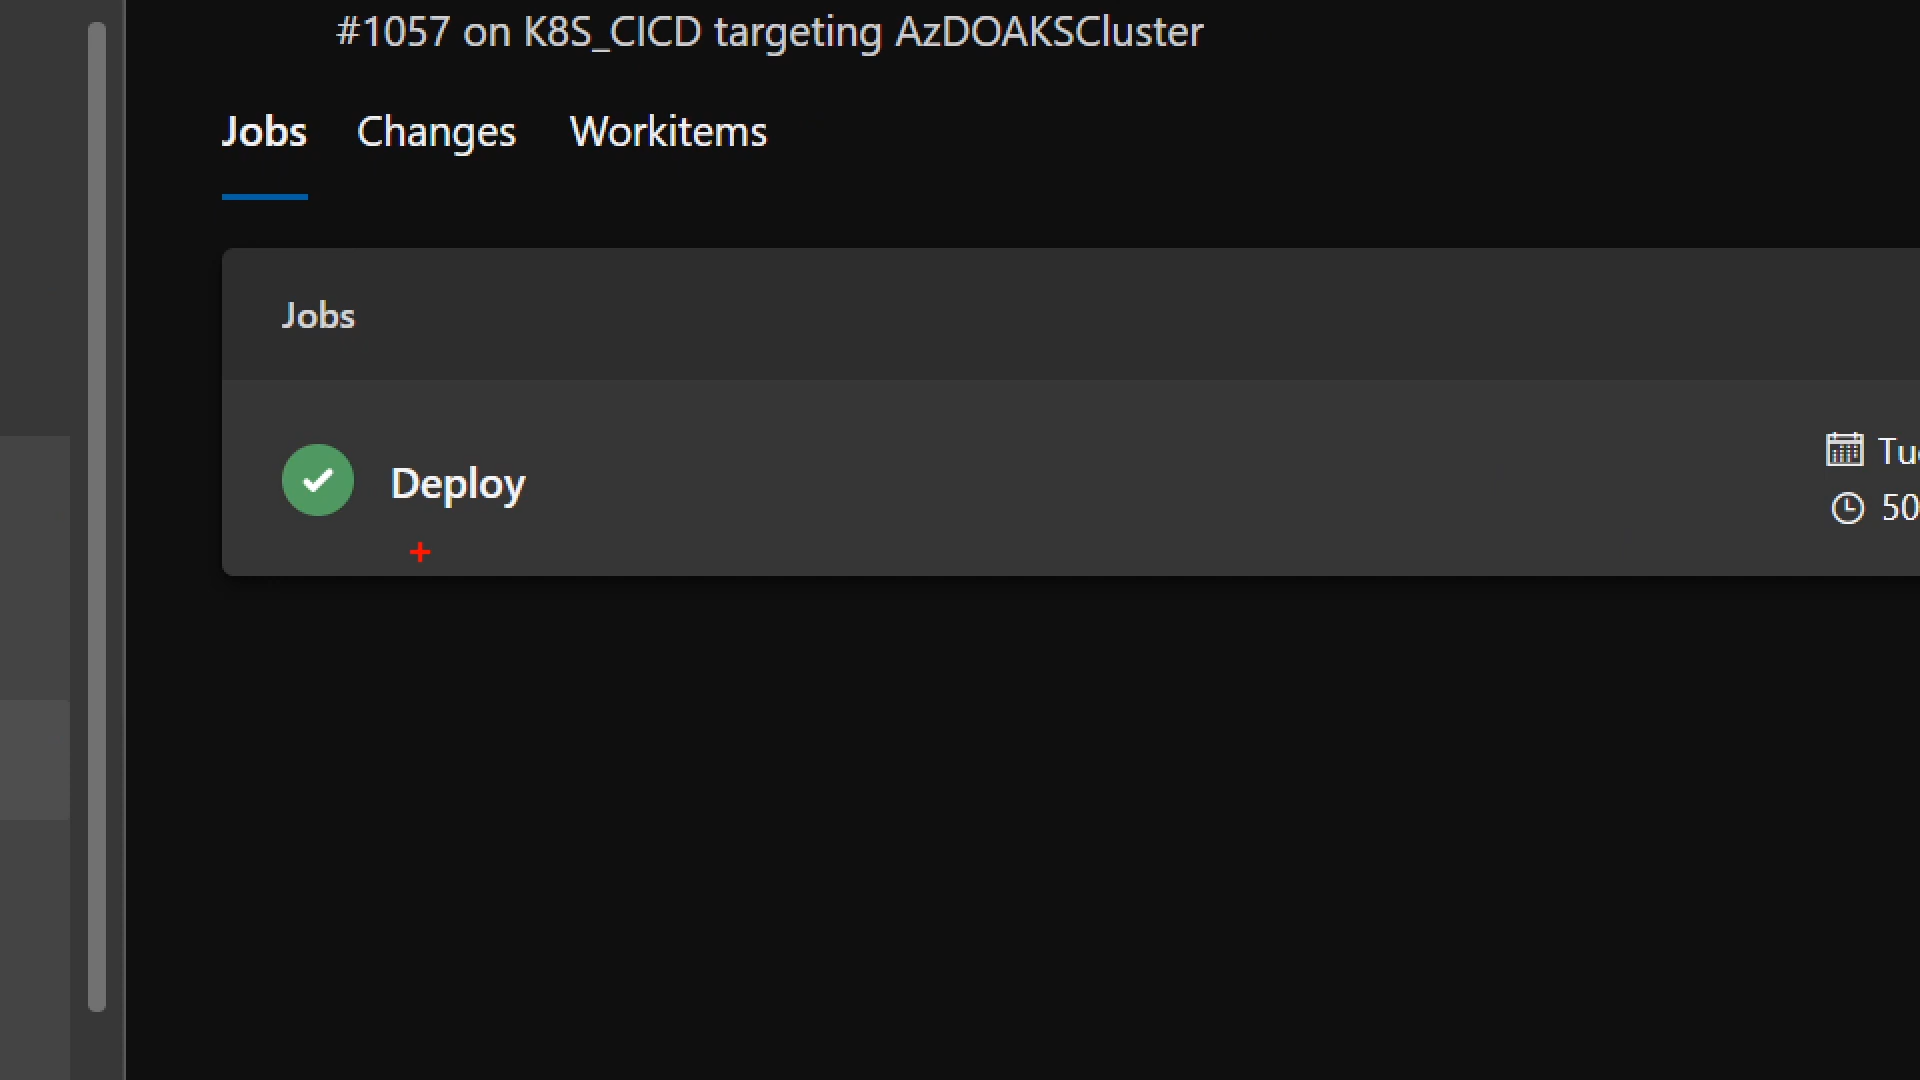 #1057 on K8S_CICD targeting AzDOAKSCluster
Jobs Changes Workitems
Jobs
Deploy